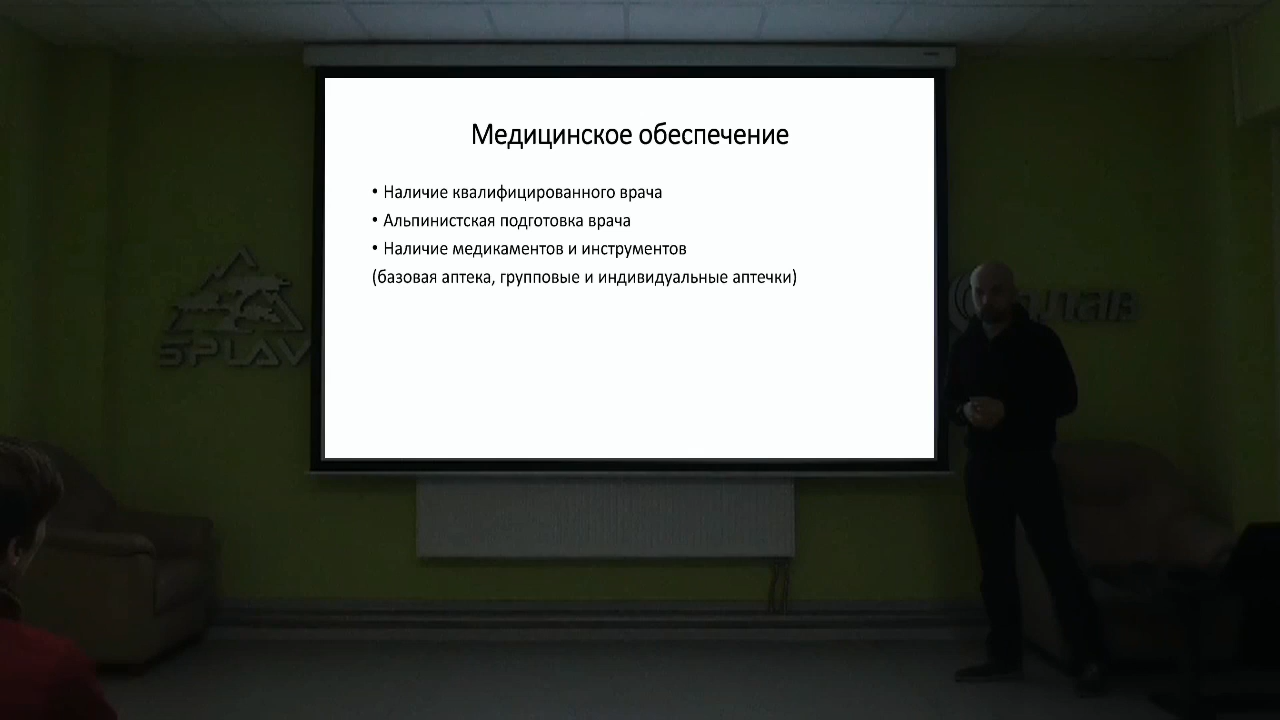 Медицинское обеспечение
• Наличие квалифицированного врача
• Альпинистская подготовка врача
• Наличие медикаментов и инструментов
(базовая аптека, групповые и индивидуальные аптечки)
SPLAV